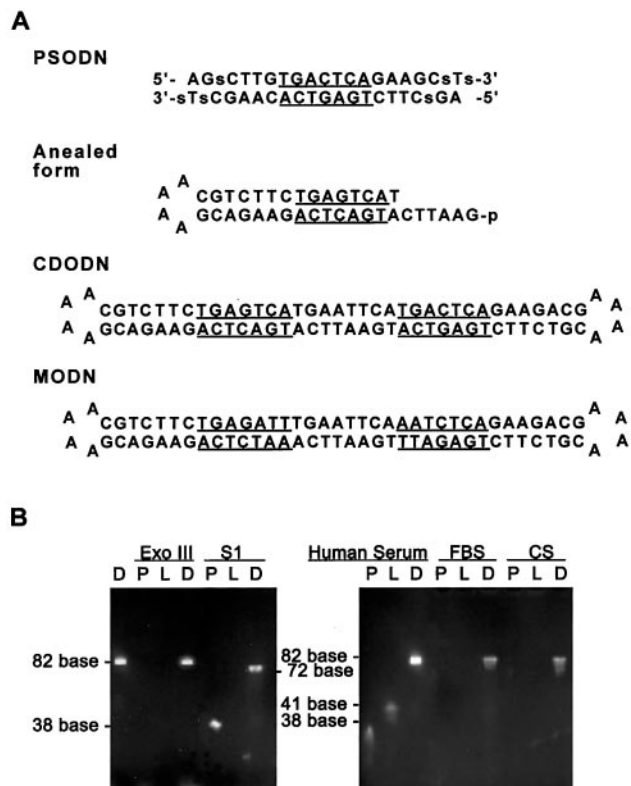 A
PSODN
5'- AGsCTTGTGACTCAGAAGCsTs-3'
3'-sTsCGAACACTGAGTCTTCsGA -5'
Anealed
form
A
A CGTCTTCTGAGTCAT
A GCAGAAGACTCAGTACTTAAG-p
A
CDODN
A A
A CGTCTTCTGAGTCATGAATTCATGACTCAGAAGACG A
A GCAGAAGACTCAGTACTTAAGTACTGAGTCTTCTGC A
A A
MODN
A A
A CGTCTTCTGAGATTTGAATTCAAATCTCAGAAGACG A
A GCAGAAGACTCTAAACTTAAGTTTAGAGTCTTCTGC A
A A
B
Exo III S1 Human Serum FBS CS
D P L D P L D P L D P L D P L D
82 base 82 base
72 base
41 base
38 base 38 base